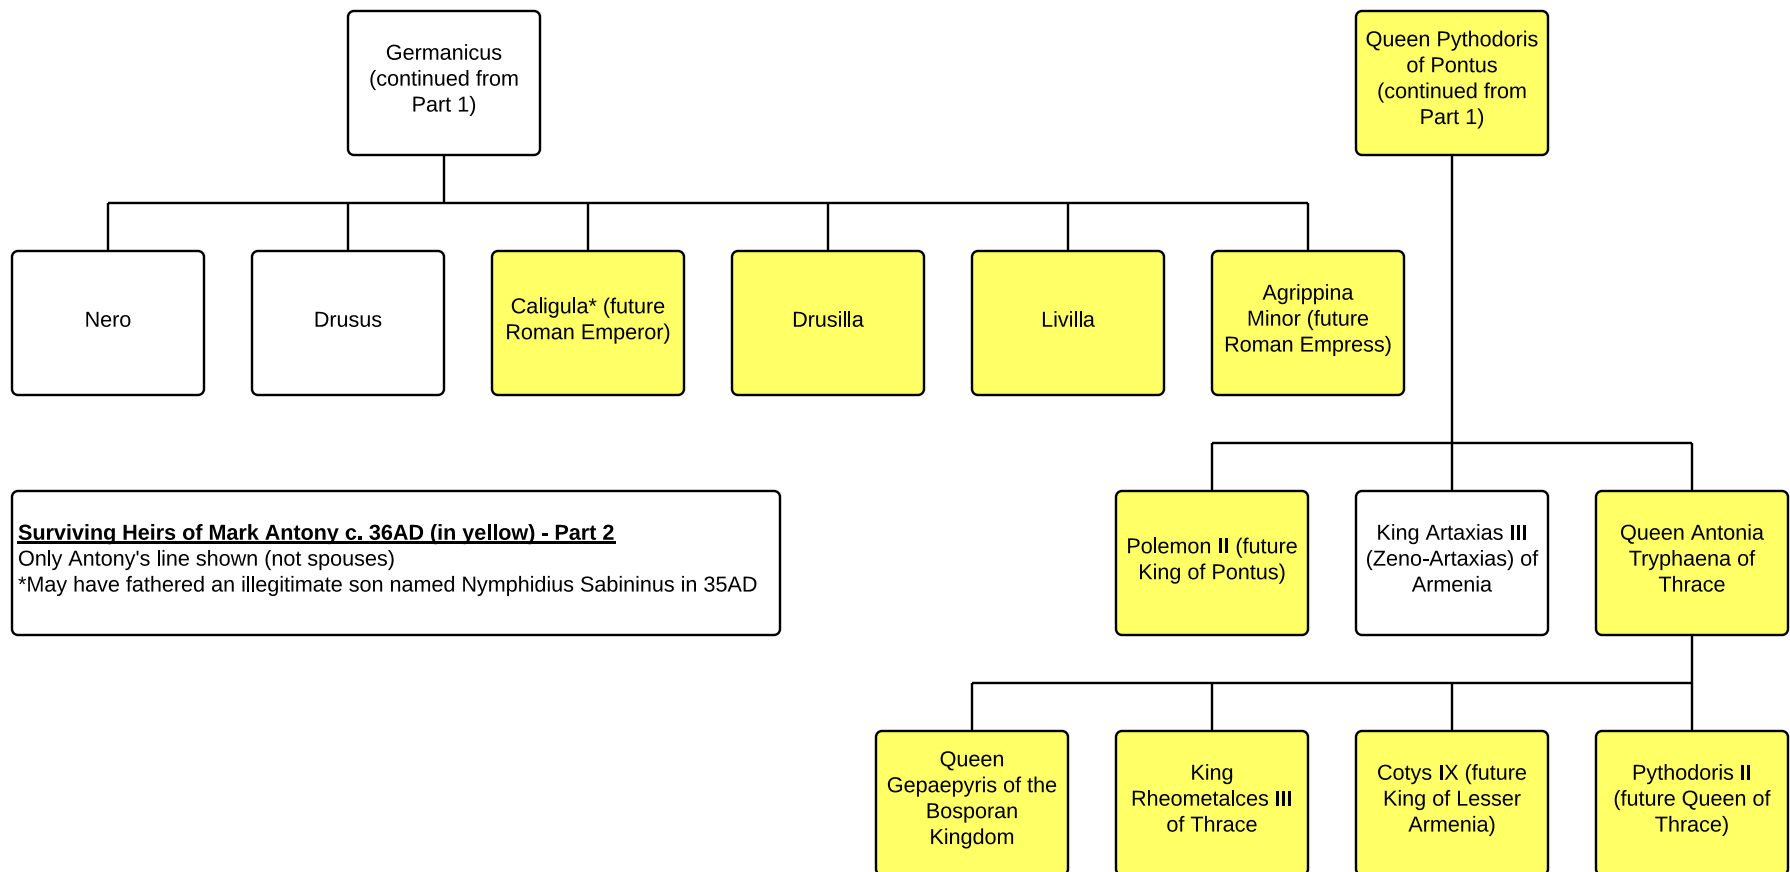 Germanicus
(continued from
Part 1)
Queen Pythodoris
of Pontus
(continued from
Part 1)
Nero
Drusus
Caligula* (future
Roman Emperor)
Drusilla
Livilla
Agrippina
Minor (future
Roman Empress)
Surviving Heirs of Mark Antony c. 36AD (in yellow) - Part 2
Only Antony's line shown (not spouses)
*May have fathered an illegitimate son named Nymphidius Sabininus in 35AD
Polemon II (future
King of Pontus)
King Artaxias III
(Zeno-Artaxias) of
Armenia
Queen Antonia
Tryphaena of
Thrace
Queen
Gepaepyris of the
Bosporan
Kingdom
King
Rheometalces III
of Thrace
Cotys IX (future
King of Lesser
Armenia)
Pythodoris II
(future Queen of
Thrace)